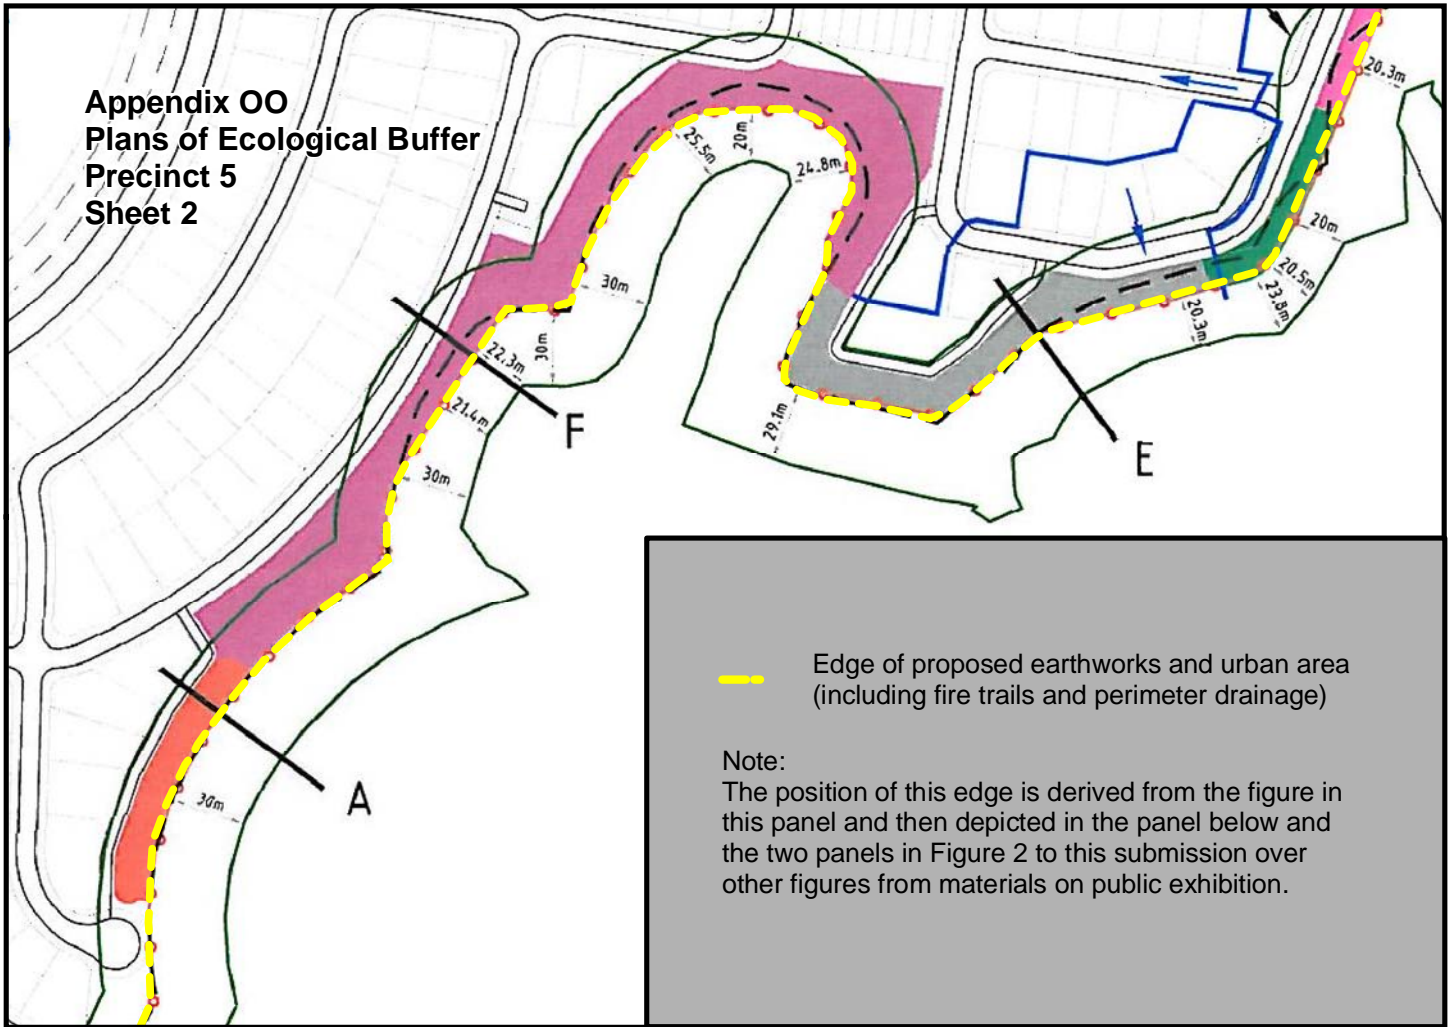 Appendix OO
Plans of Ecological Buffer
Precinct 5
Sheet 2
20.3m
25.5m
20m
24.8m
20m
20.5m
23.8m
20.3m
30m
30m
22.3m
21.4m
F
29.1m
E
30m
30m
A
Edge of proposed earthworks and urban area
(including fire trails and perimeter drainage)
Note:
The position of this edge is derived from the figure in
this panel and then depicted in the panel below and
the two panels in Figure 2 to this submission over
other figures from materials on public exhibition.